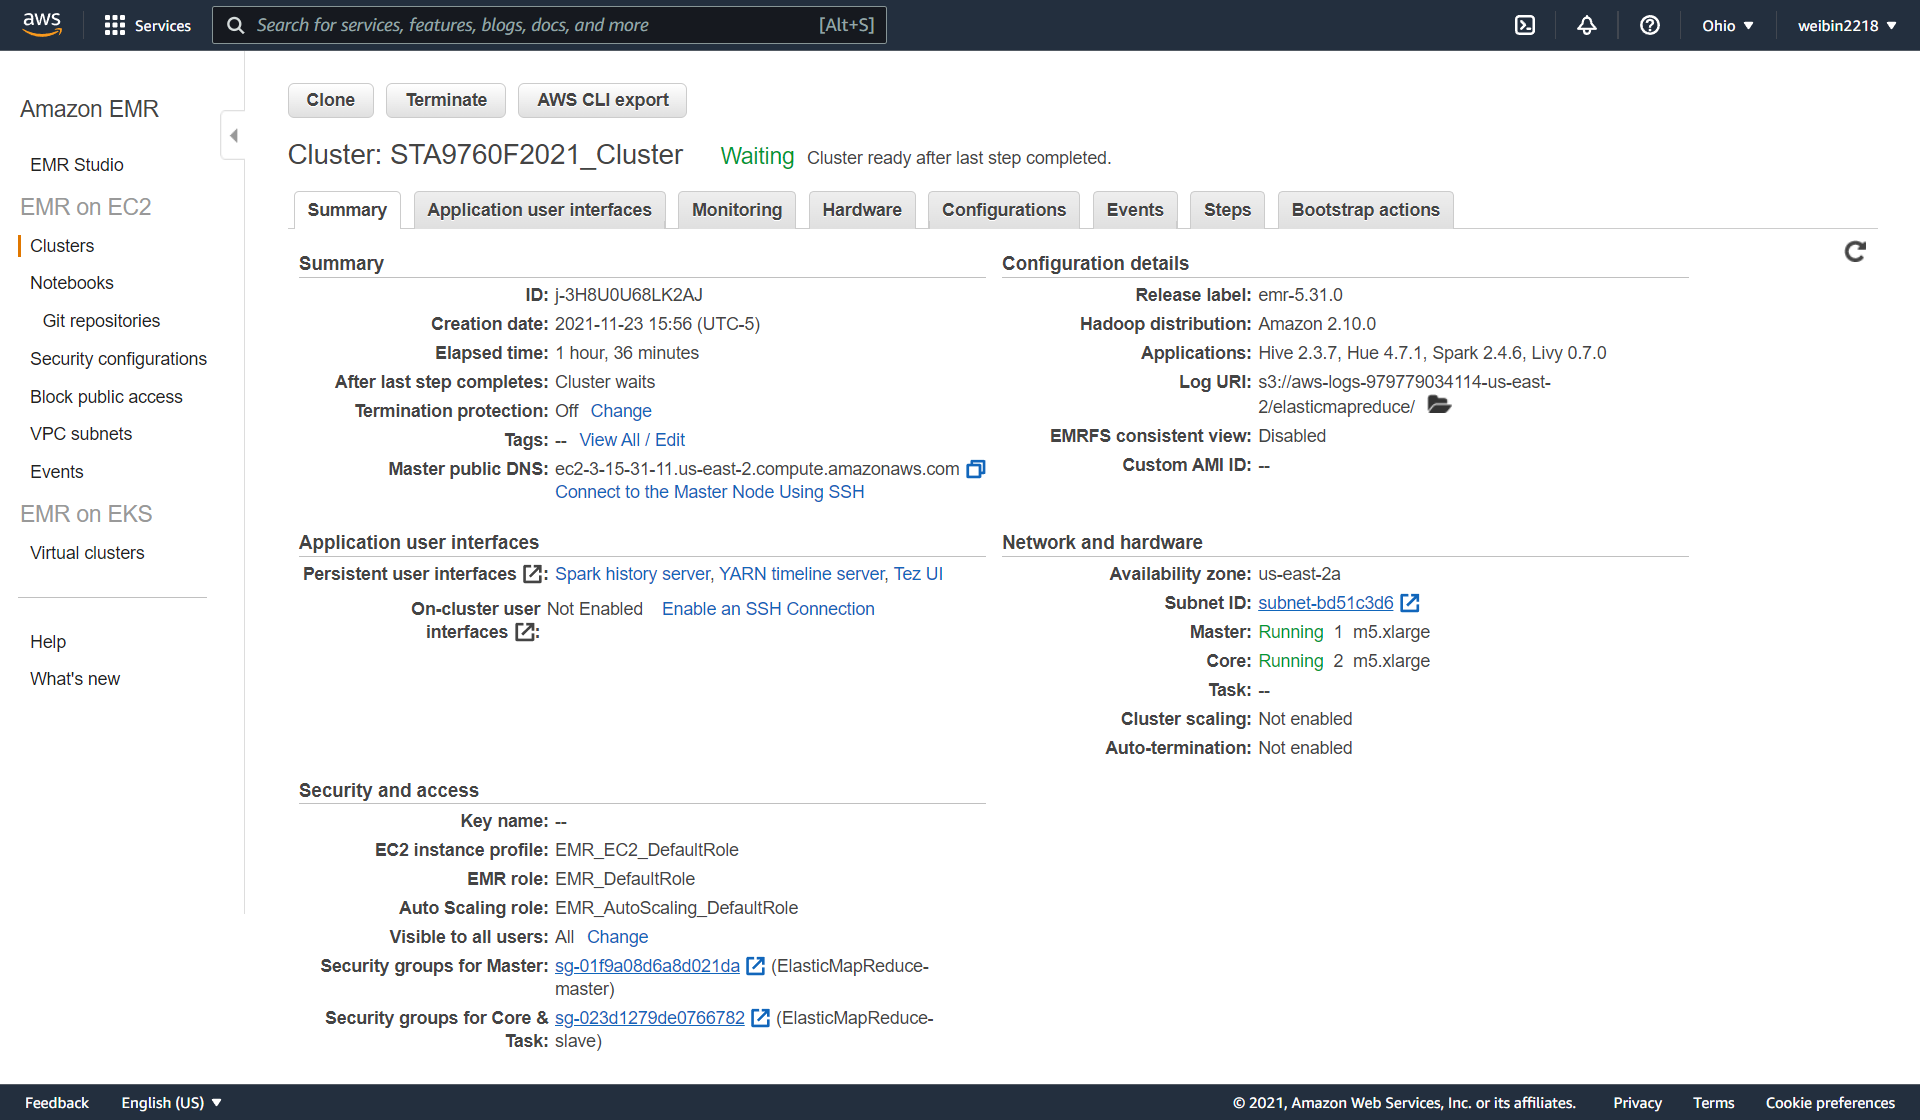 aws
Services
Search for services, features, blogs, docs, and more
[Alt+S]
Ohio
weibin2218
Amazon EMR
EMR Studio
EMR on EC2
Clusters
Notebooks
Git repositories
Security configurations
Block public access
VPC subnets
Events
EMR on EKS
Virtual clusters
Help
What's new
Clone
Terminate
AWS CLI export
Cluster: STA9760F2021_Cluster
Waiting Cluster ready after last step completed.
Summary
Application user interfaces
Monitoring
Hardware
Configurations
Events
Steps
Bootstrap actions
Summary
ID: j-3H8U0U68LK2AJ
Creation date: 2021-11-23 15:56 (UTC-5)
Elapsed time: 1 hour, 36 minutes
After last step completes: Cluster waits
Termination protection: Off Change
Tags: -- View All / Edit
Master public DNS: ec2-3-15-31-11.us-east-2.compute.amazonaws.com
Connect to the Master Node Using SSH
Configuration details
Release label: emr-5.31.0
Hadoop distribution: Amazon 2.10.0
Applications: Hive 2.3.7, Hue 4.7.1, Spark 2.4.6, Livy 0.7.0
Log URI: s3://aws-logs-979779034114-us-east-
2/elasticmapreduce/
EMRFS consistent view: Disabled
Custom AMI ID: --
Application user interfaces
Persistent user interfaces : Spark history server, YARN timeline server, Tez UI
On-cluster user Not Enabled Enable an SSH Connection
interfaces :
Network and hardware
Availability zone: us-east-2a
Subnet ID: subnet-bd51c3d6
Master: Running 1 m5.xlarge
Core: Running 2 m5.xlarge
Task: --
Cluster scaling: Not enabled
Auto-termination: Not enabled
Security and access
Key name: --
EC2 instance profile: EMR_EC2_DefaultRole
EMR role: EMR_DefaultRole
Auto Scaling role: EMR_AutoScaling_DefaultRole
Visible to all users: All Change
Security groups for Master: sg-01f9a08d6a8d021da (ElasticMapReduce-
master)
Security groups for Core & sg-023d1279de0766782 (ElasticMapReduce-
Task: slave)
Feedback
English (US)
© 2021, Amazon Web Services, Inc. or its affiliates.
Privacy
Terms
Cookie preferences